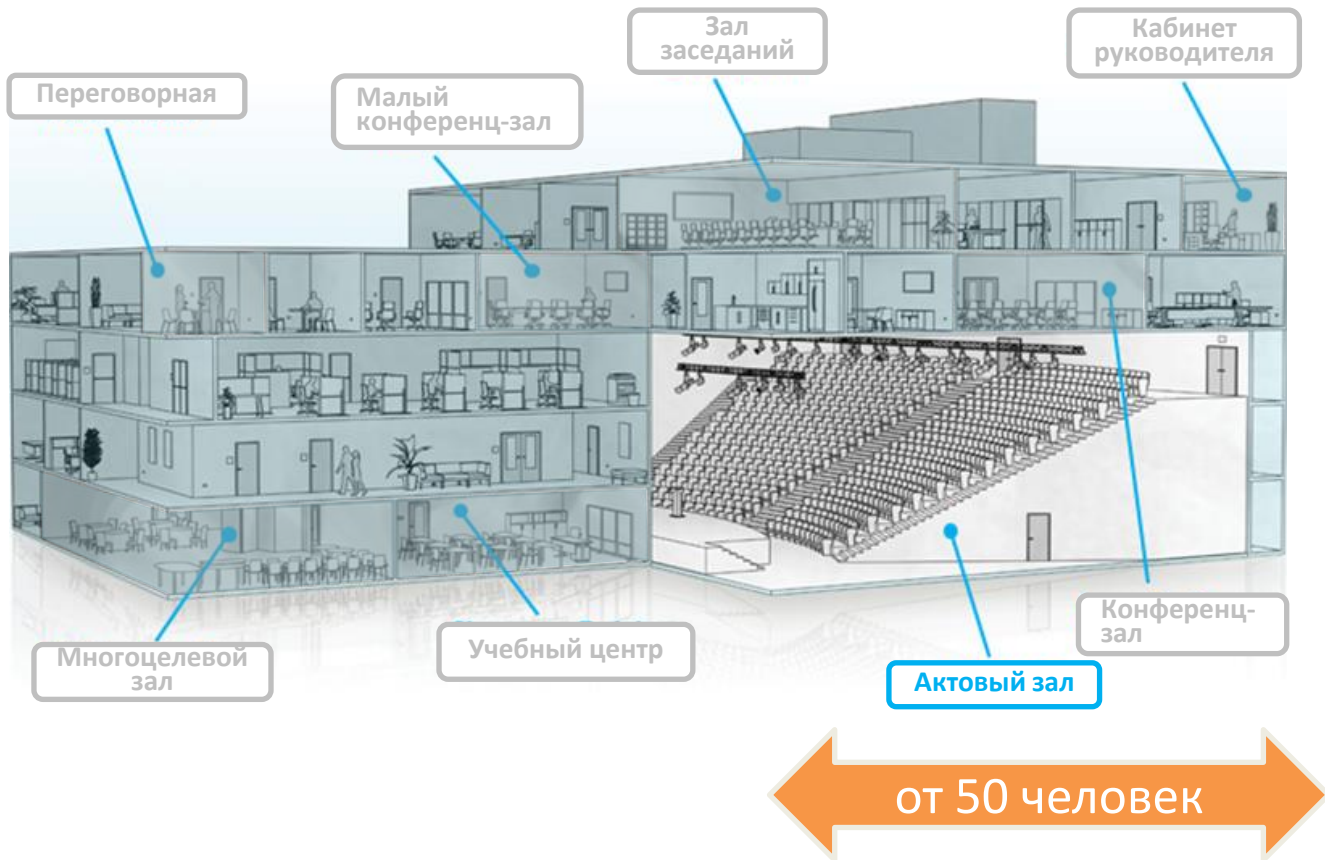 Зал
заседаний
Кабинет
руководителя
Переговорная
Малый
конференц-зал
Конференц-
зал
Учебный центр
Многоцелевой
зал
Актовый зал
от 50 человек